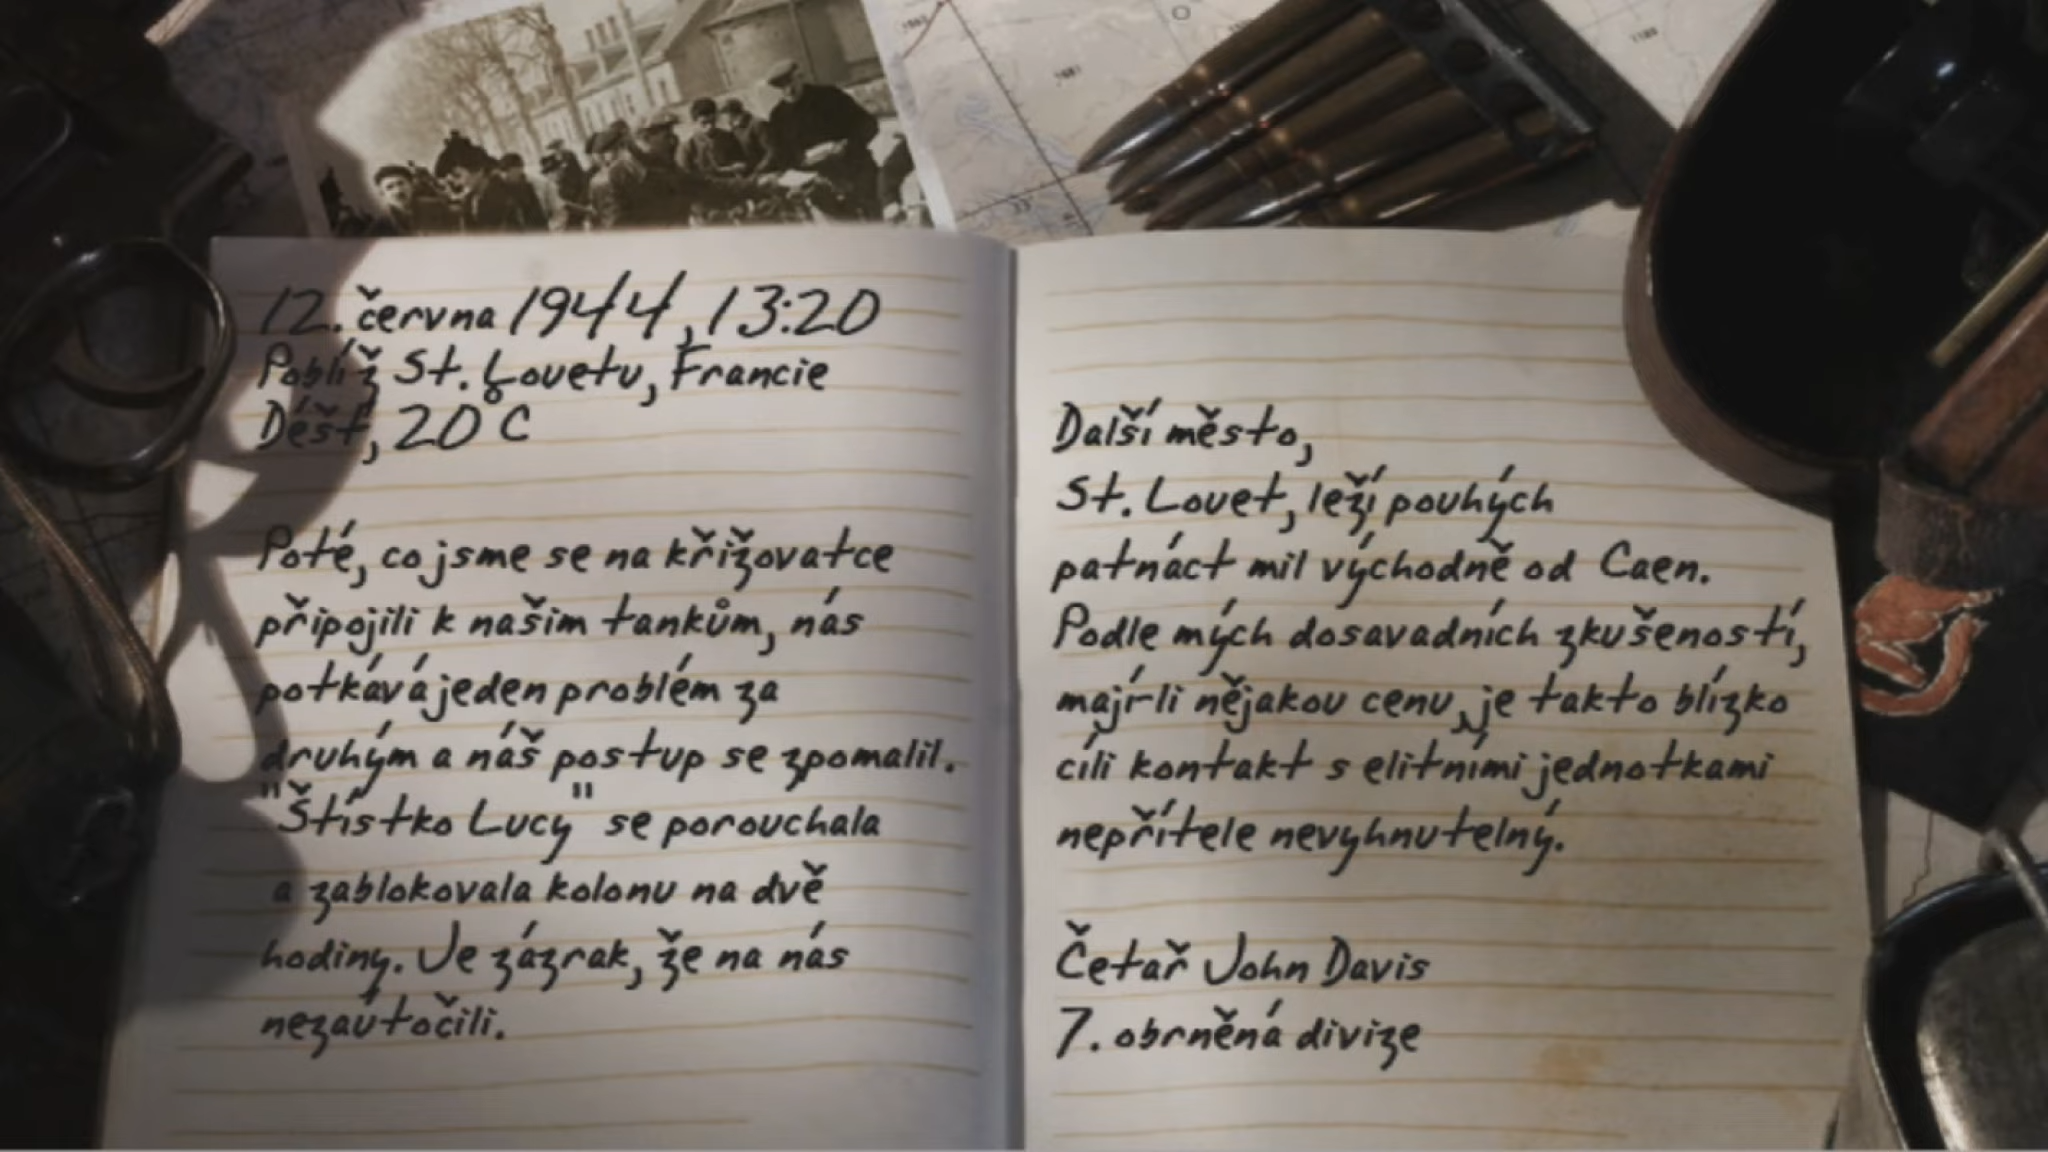 12. června 1944, 13:20
Poblíž St. Lovetu, Francie
Déšť, 20°C
Poté, co jsme se na křižovatce
připojili k našim tankům, nás
potkává jeden problém za
druhým a náš postup se zpomalil.
"Štístko Lucy" se porouchala
a zablokovala kolonu na dvě
hodiny. Je zázrak, že na nás
nezaútočili.
Další město,
St. Lovet, leží pouhých
patnáct mil východně od Caen.
Podle mých dosavadních zkušeností,
mají-li nějakou cenu, je takto blízko
cíli kontakt s elitními jednotkami
nepřítele nevyhnutelný.
Četař John Davis
7. obrněná divize